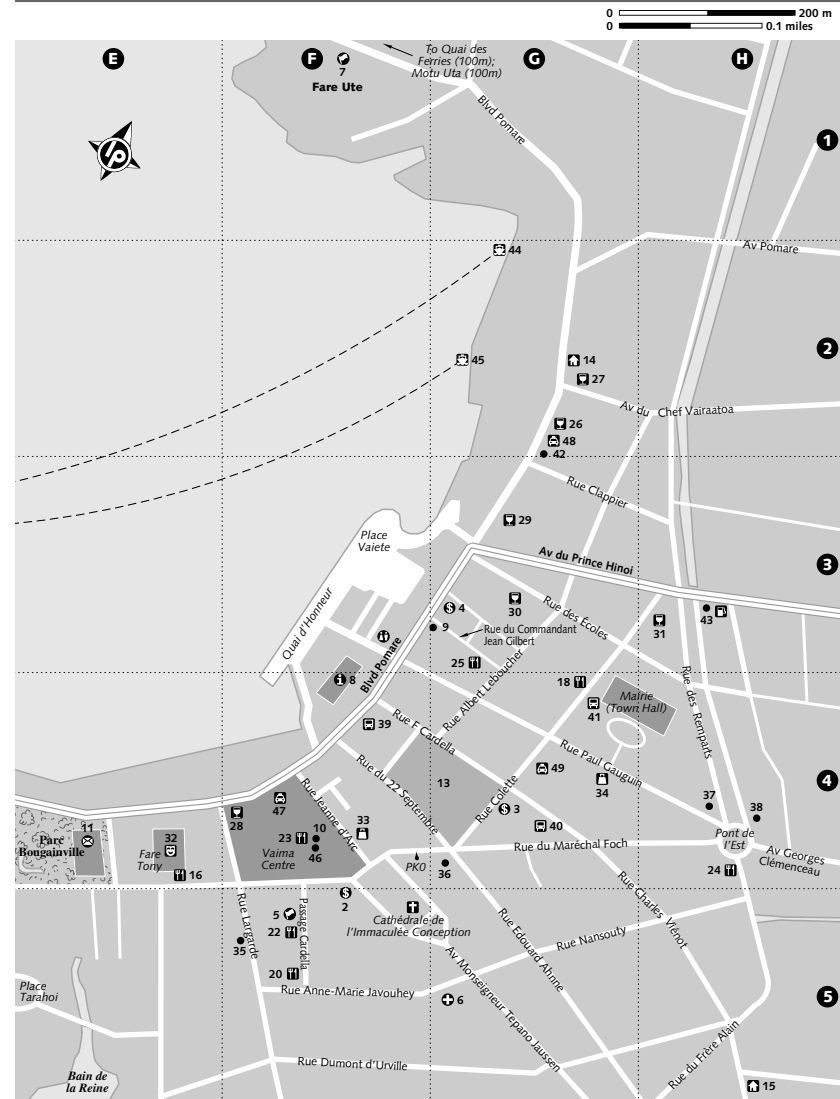 0 200 m
0 0.1 miles
E
F
G
H
To Quai des
Ferries (100m);
Motu Uta (100m)
7
Fare Ute
Blvd Pomare
1
lp
44
Av Pomare
2
45
14
27
Av du Chef Vairaatoa
26
48
42
Rue Clappier
29
Place
Vaiete
Av du Prince Hinoi
3
Quai d'Honneur
4
30
Rue des Écoles
43
31
9
Rue du Commandant
Jean Gilbert
Blvd Pomare
25
Rue Albert Leboucher
8
18
Mairie
(Town Hall)
41
Rue des Remparts
39
Rue F Cardella
Rue du 22 Septembre
Rue Paul Gauguin
49
34
13
4
Rue Colette
47
Rue Jeanne d'Arc
28
3
37
38
33
40
11
Parc
Bougainville
32
Fare
Tony
16
23
10
Vaima
Centre
46
Rue du Maréchal Foch
PK0
36
Pont de
l'Est
Av Georges
Clémenceau
24
2
Rue Charles Viénot
5
Passage Cardella
22
Cathédrale de
l'Immaculée Conception
Rue Largarde
35
Rue Edouard Ahnne
Rue Nansouty
20
Av Monseigneur Tepano Jaussen
Place
Tarahoi
Rue Anne-Marie Javouhey
6
5
Rue Dumont d'Urville
Rue du Frère Alain
Bain de
la Reine
15